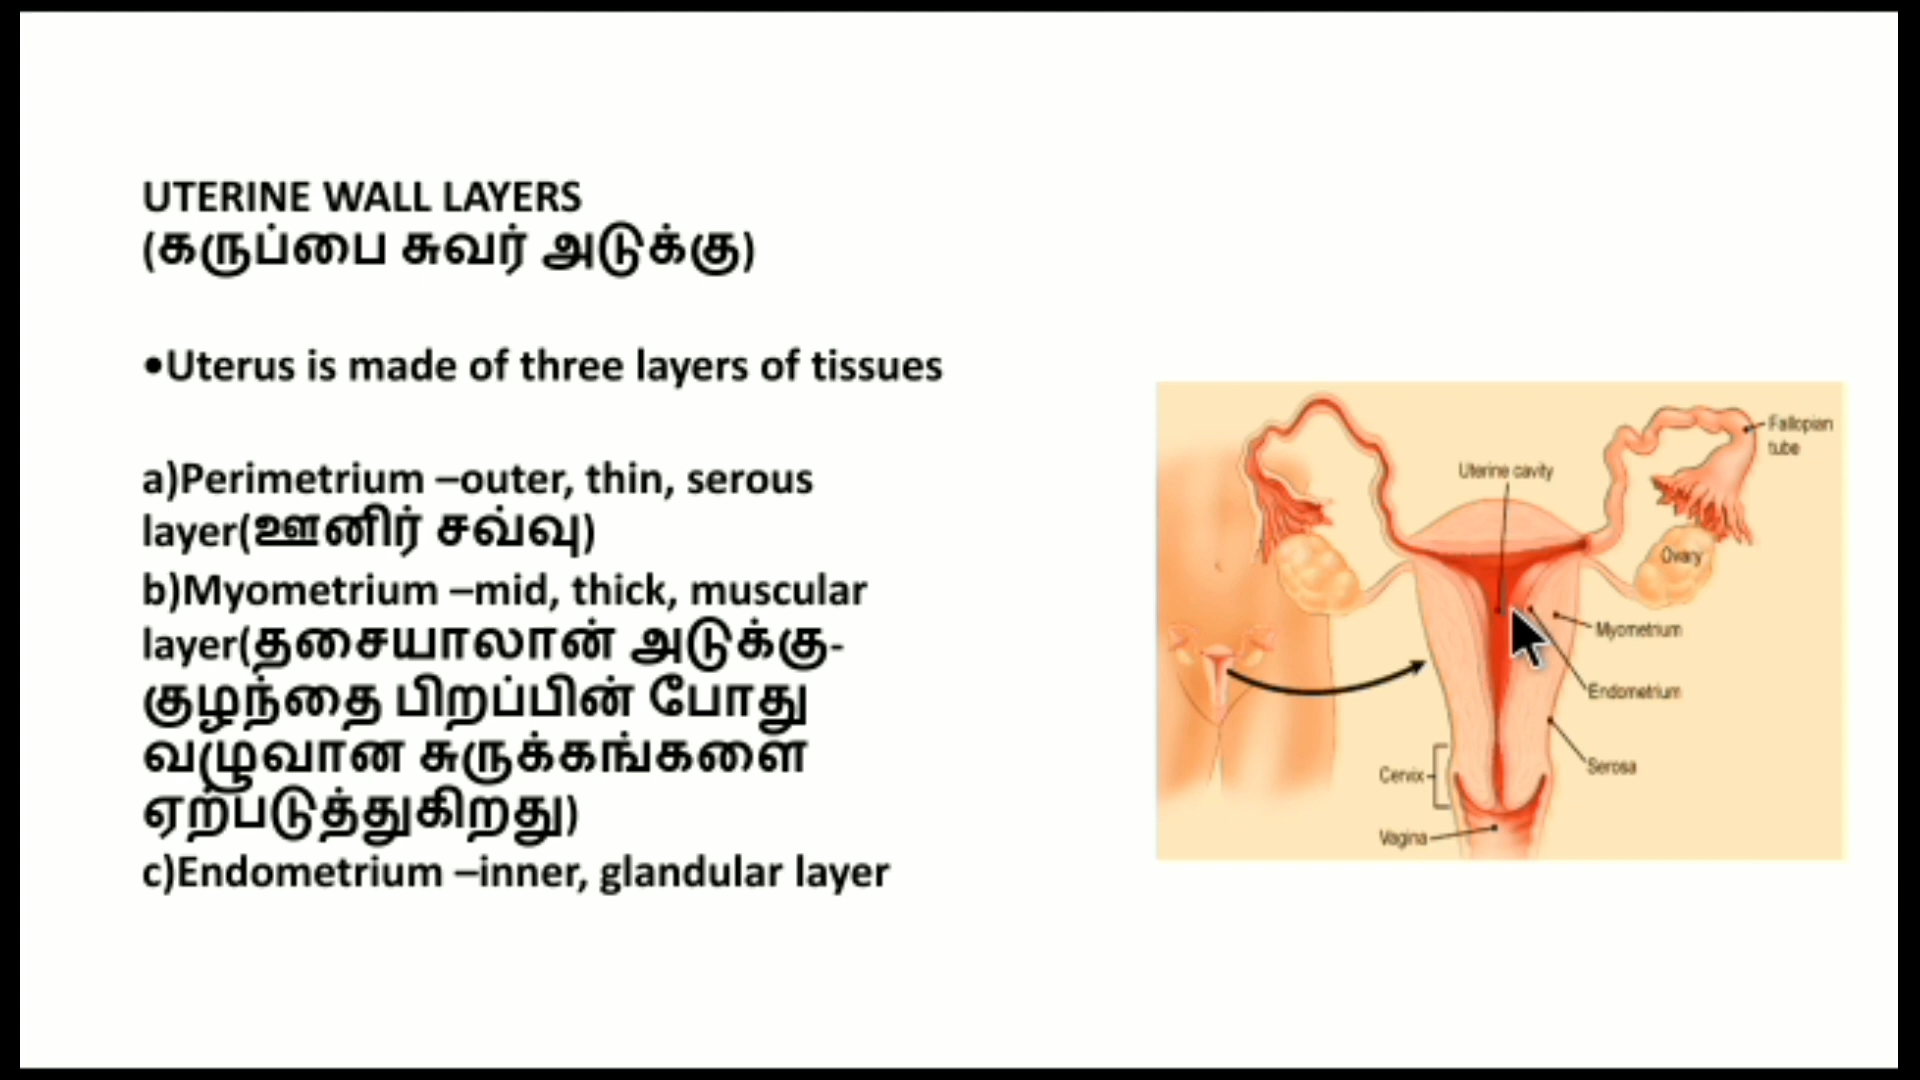 UTERINE WALL LAYERS
(கருப்பை சுவர் அடுக்கு)
•Uterus is made of three layers of tissues
a)Perimetrium –outer, thin, serous
layer(ஊனிர் சவ்வு)
b)Myometrium –mid, thick, muscular
layer(தசையாலான் அடுக்கு-
குழந்தை பிறப்பின் போது
வழுவான சுருக்கங்களை
ஏற்படுத்துகிறது)
c)Endometrium –inner, glandular layer
Fallopian
tube
Uterine cavity
Ovary
Myometrium
Endometrium
Serosa
Cervix
Vagina